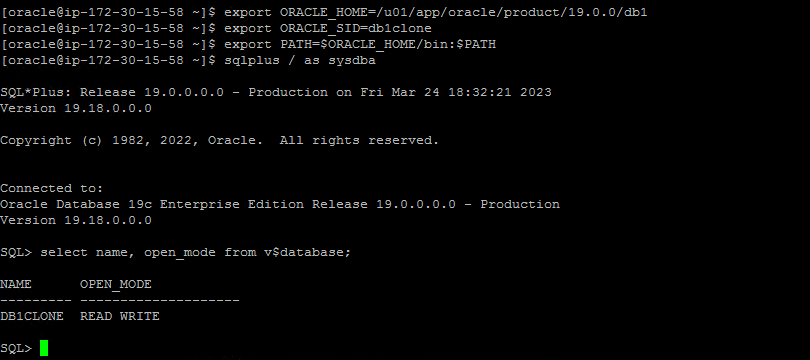 [oracle@ip-172-30-15-58 ~]$ export ORACLE_HOME=/u01/app/oracle/product/19.0.0/db1
[oracle@ip-172-30-15-58 ~]$ export ORACLE_SID=db1clone
[oracle@ip-172-30-15-58 ~]$ export PATH=$ORACLE_HOME/bin:$PATH
[oracle@ip-172-30-15-58 ~]$ sqlplus / as sysdba
SQL*Plus: Release 19.0.0.0.0 - Production on Fri Mar 24 18:32:21 2023
Version 19.18.0.0.0
Copyright (c) 1982, 2022, Oracle.  All rights reserved.
Connected to:
Oracle Database 19c Enterprise Edition Release 19.0.0.0.0 - Production
Version 19.18.0.0.0
SQL> select name, open_mode from v$database;
NAME      OPEN_MODE
--------- --------------------
DB1CLONE  READ WRITE
SQL>